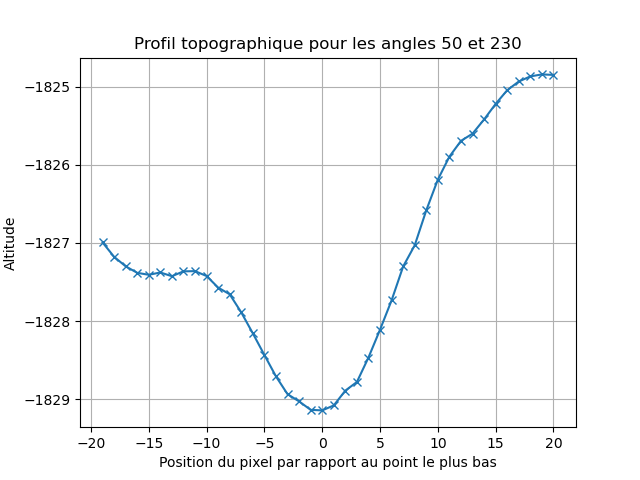 Profil topographique pour les angles 50 et 230
−1825
−1826
−1827
−1828
−1829
Altitude
−20 −15 −10 −5 0 5 10 15 20
Position du pixel par rapport au point le plus bas